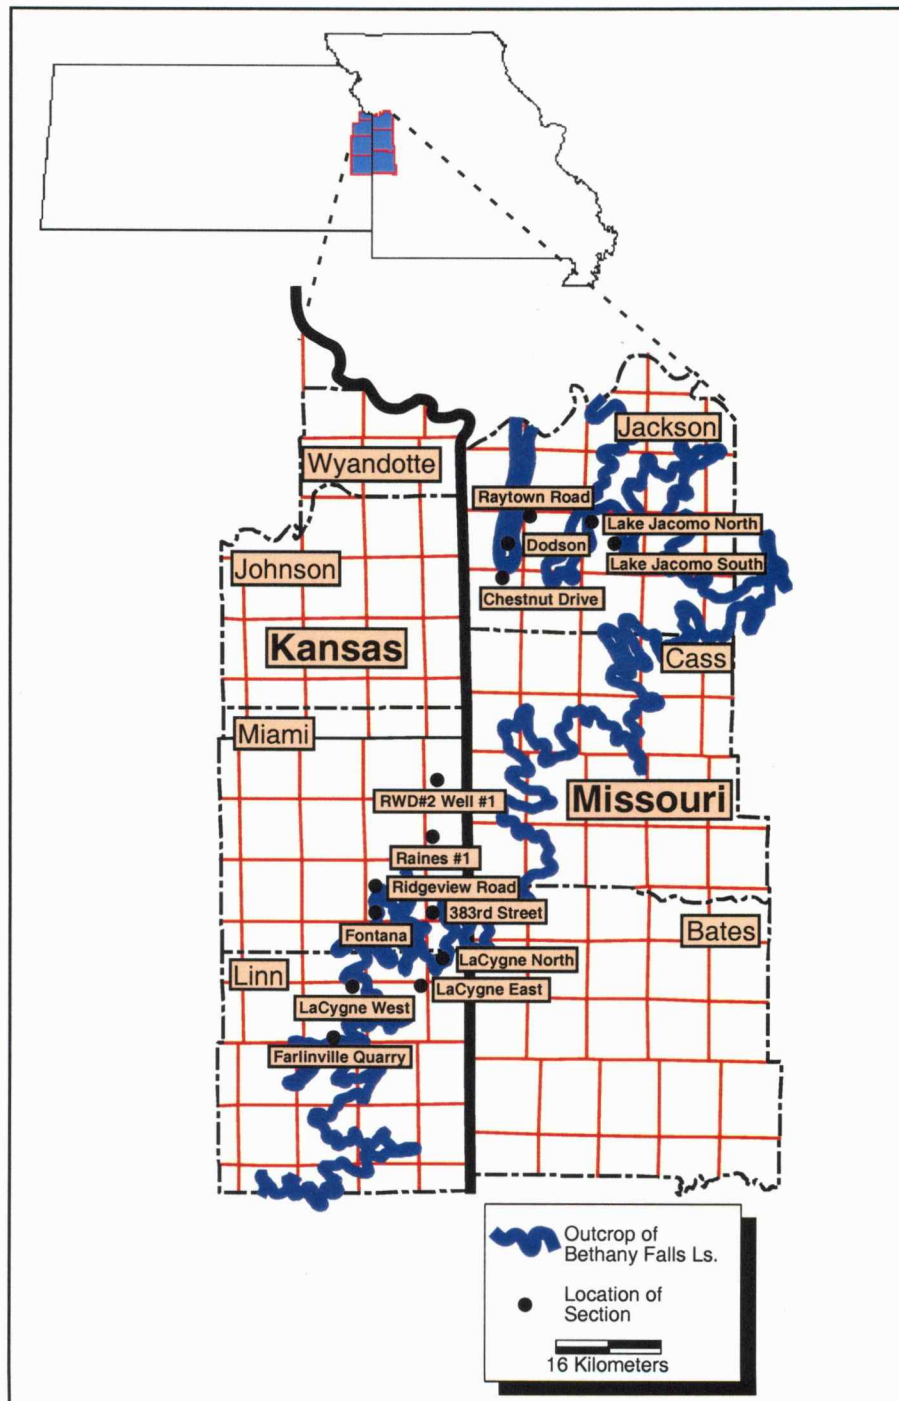 Jackson
Wyandotte
Raytown Road
Lake Jacomo North
Dodson
Lake Jacomo South
Johnson
Chestnut Drive
Kansas
Cass
Miami
RWD#2 Well #1
Missouri
Raines #1
Ridgeview Road
383rd Street
Fontana
Bates
LaCygne North
Linn
LaCygne East
LaCygne West
Farlinville Quarry
Outcrop of
Bethany Falls Ls.
Location of
Section
16 Kilometers